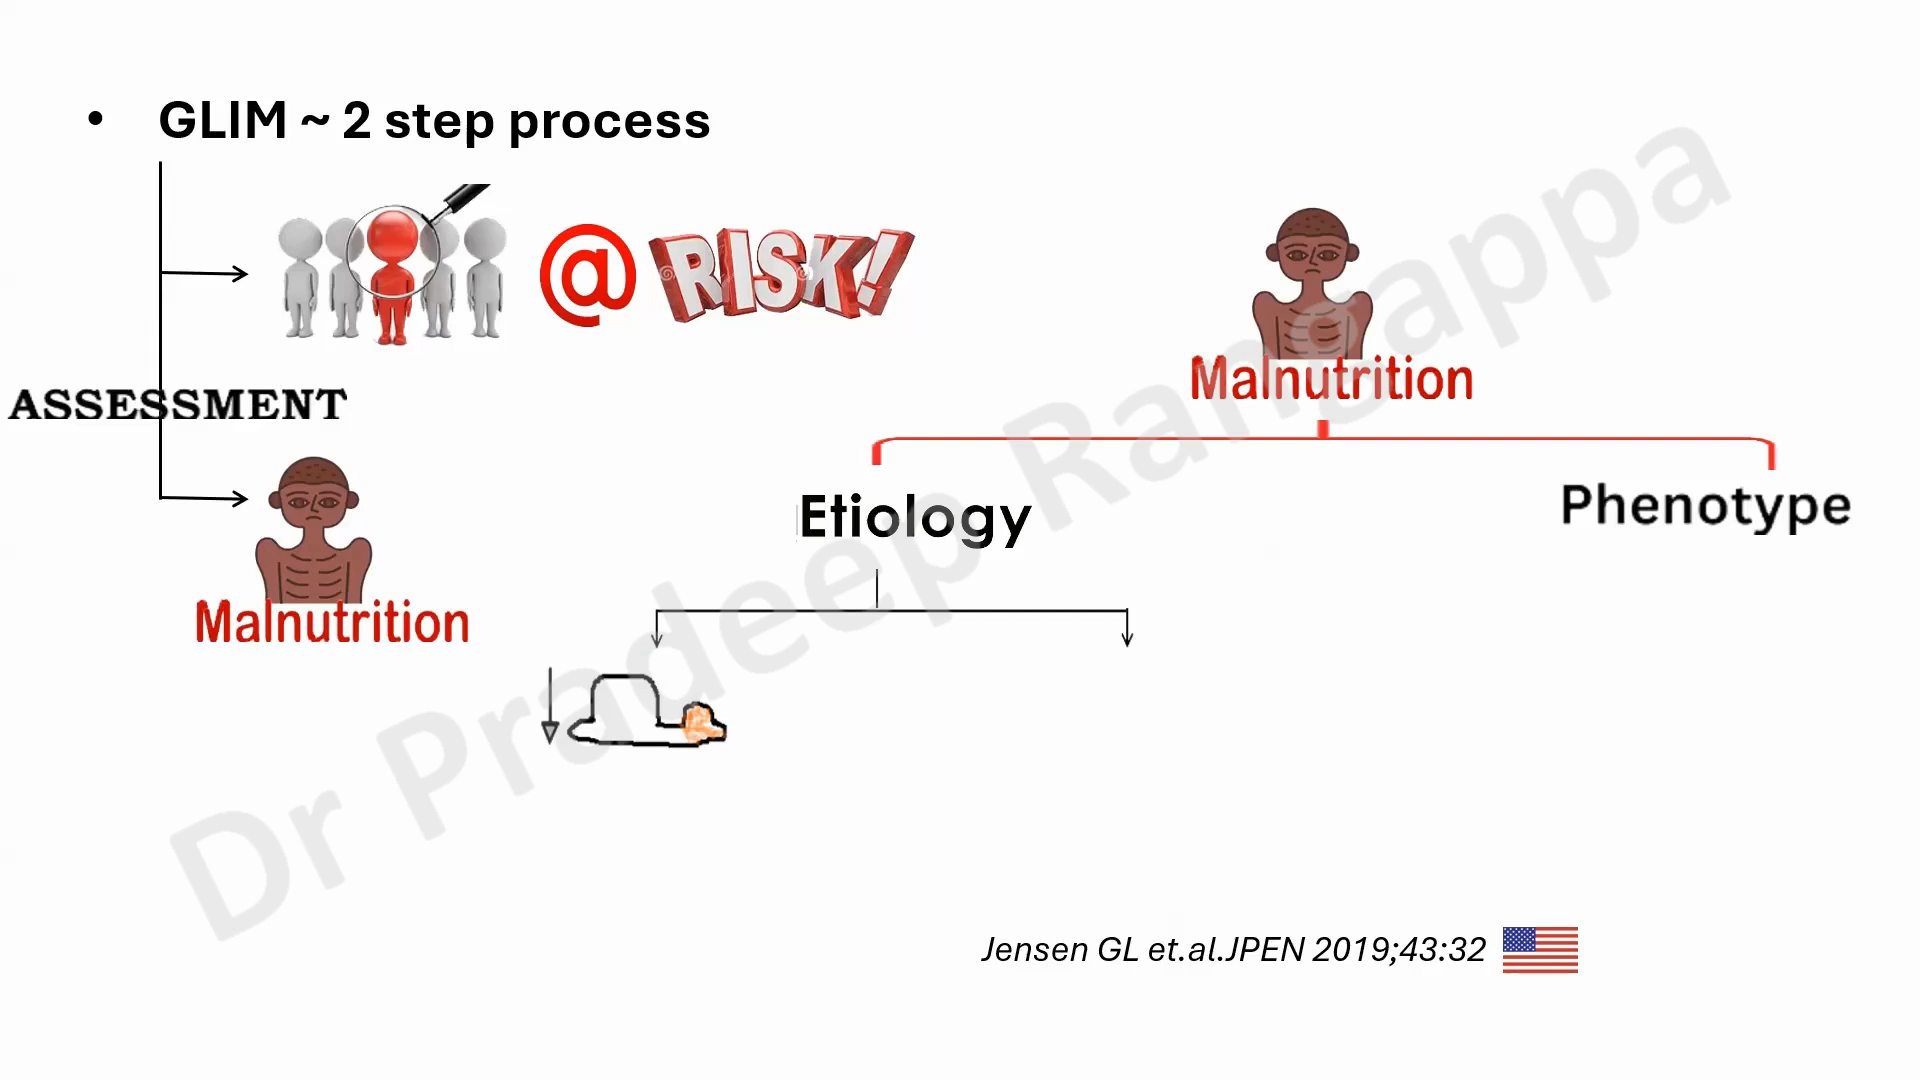 • GLIM ~ 2 step process
@ RISK!
ASSESSMENT
Malnutrition
Malnutrition
Etiology
Phenotype
Jensen GL et.al.JPEN 2019;43:32
Dr Pradeep Rangappa